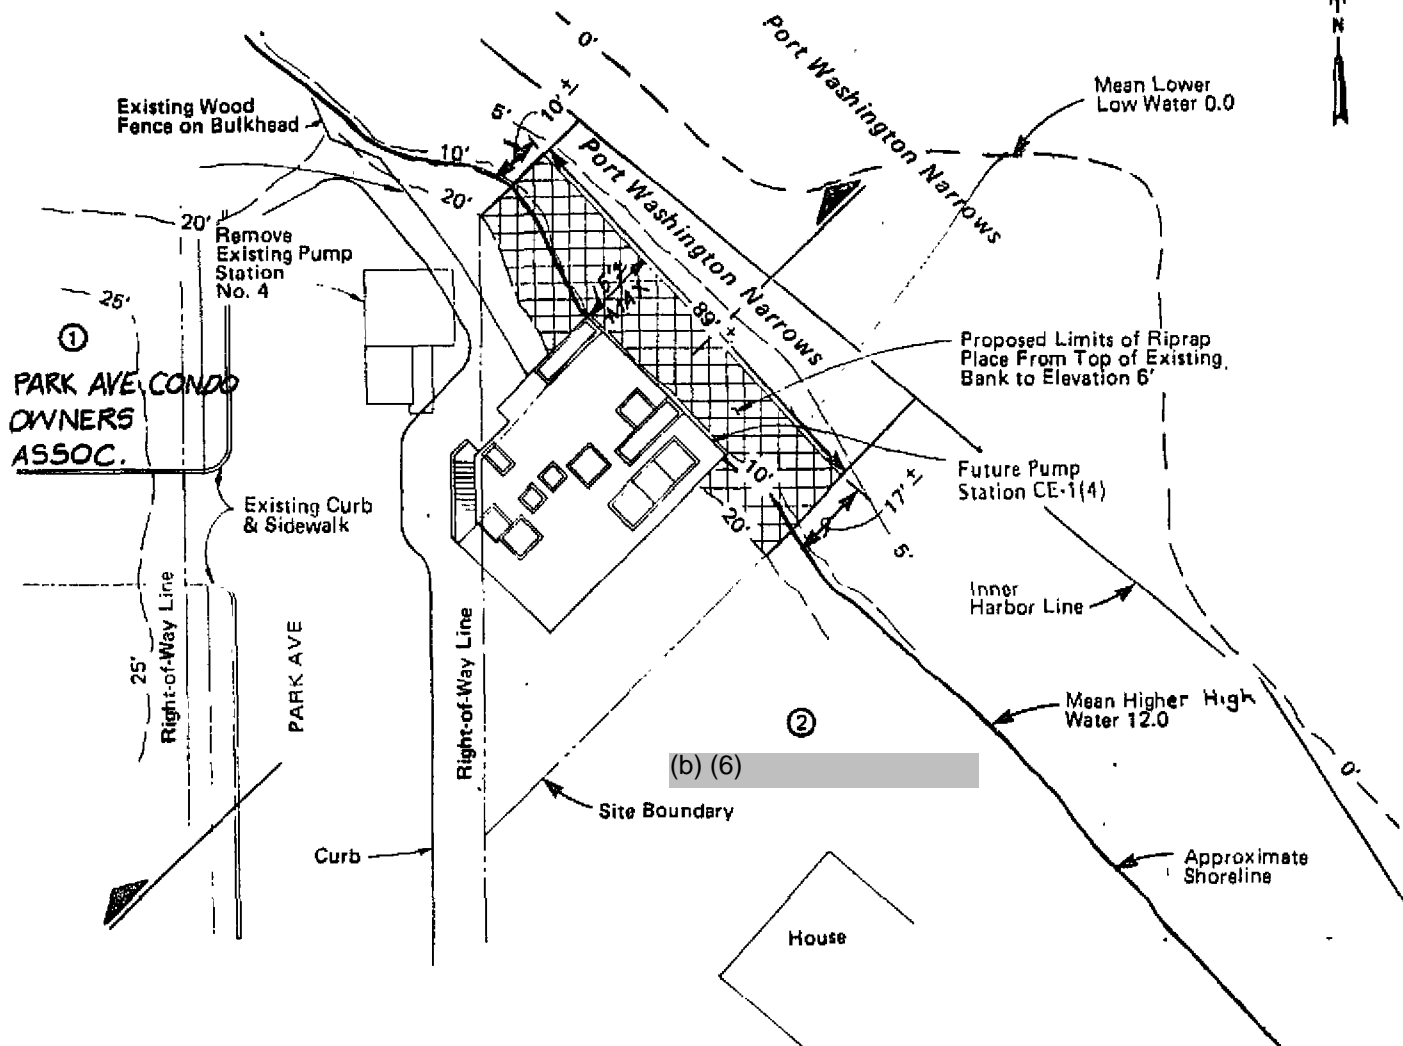 N
0'
Port Washington Narrows
Mean Lower
Low Water 0.0
Existing Wood
Fence on Bulkhead
5'
10'±
10'
20'
Port Washington Narrows
20'
Remove
Existing Pump
Station
No. 4
25'
1
PARK AVE CONDO
OWNERS
ASSOC.
MAX
89'±
Proposed Limits of Riprap
Place From Top of Existing
Bank to Elevation 6'
10'
20'
17'±
5'
Future Pump
Station CE-1(4)
Existing Curb
& Sidewalk
Inner
Harbor Line
Right-of-Way Line
25'
PARK AVE
Right-of-Way Line
Mean Higher High
Water 12.0
2
(b) (6)
0'
Site Boundary
Curb
Approximate
Shoreline
House